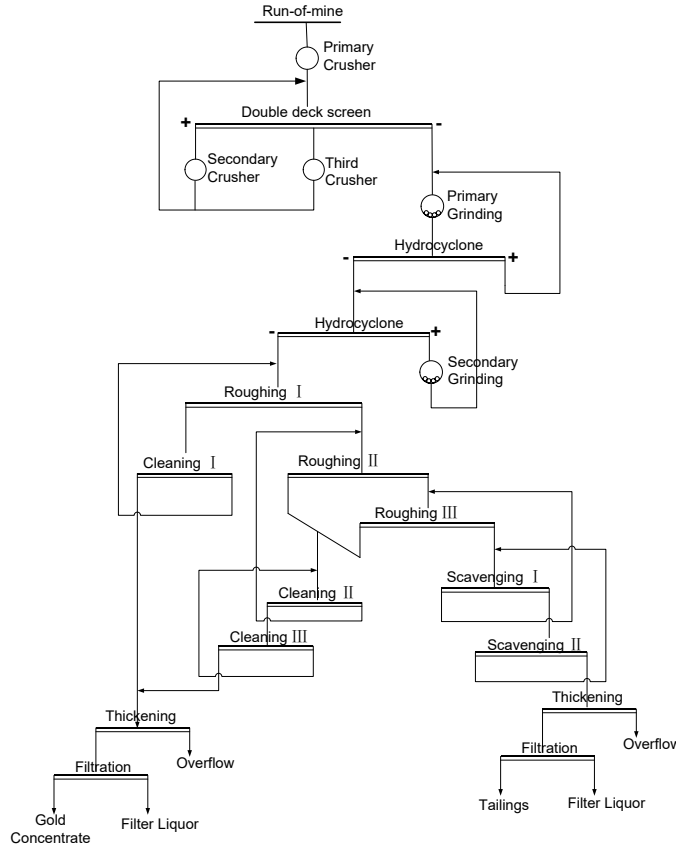 Run-of-mine
Primary
Crusher
Double deck screen
+
-
Secondary
Crusher
Third
Crusher
Primary
Grinding
Hydrocyclone
-
+
Hydrocyclone
-
+
Secondary
Grinding
Roughing Ⅰ
Cleaning Ⅰ
Roughing Ⅱ
Roughing Ⅲ
Scavenging Ⅰ
Cleaning Ⅱ
Cleaning Ⅲ
Scavenging Ⅱ
Thickening
Thickening
Overflow
Overflow
Filtration
Filtration
Gold
Concentrate
Filter Liquor
Tailings
Filter Liquor